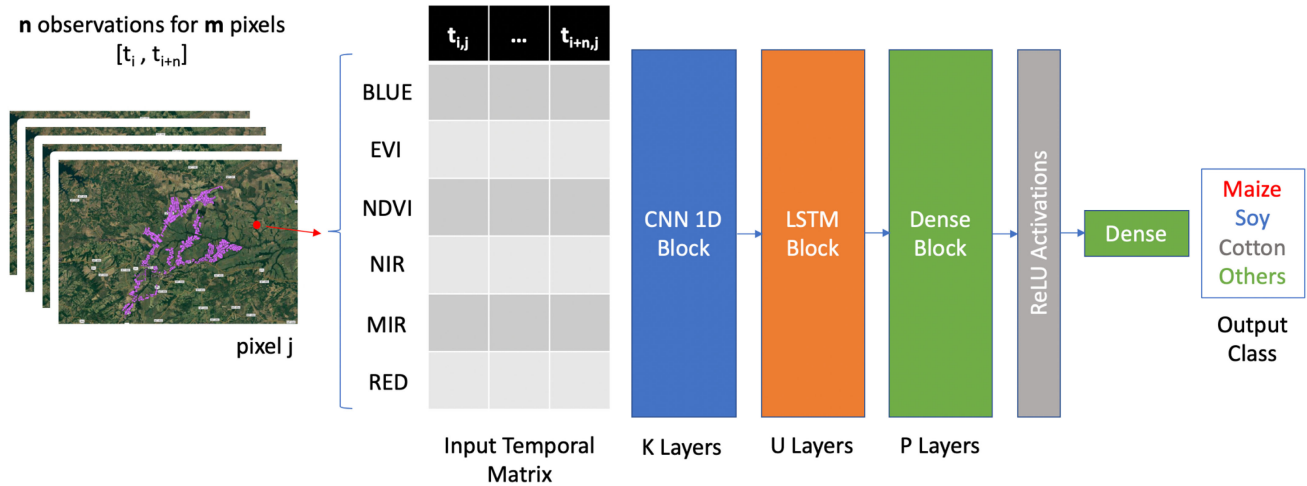 n observations for m pixels
[ti , ti+n]
pixel j
ti,j
...
ti+n,j
BLUE
EVI
NDVI
NIR
MIR
RED
Input Temporal
Matrix
CNN 1D
Block
K Layers
LSTM
Block
U Layers
Dense
Block
P Layers
ReLU Activations
Dense
Maize
Soy
Cotton
Others
Output
Class